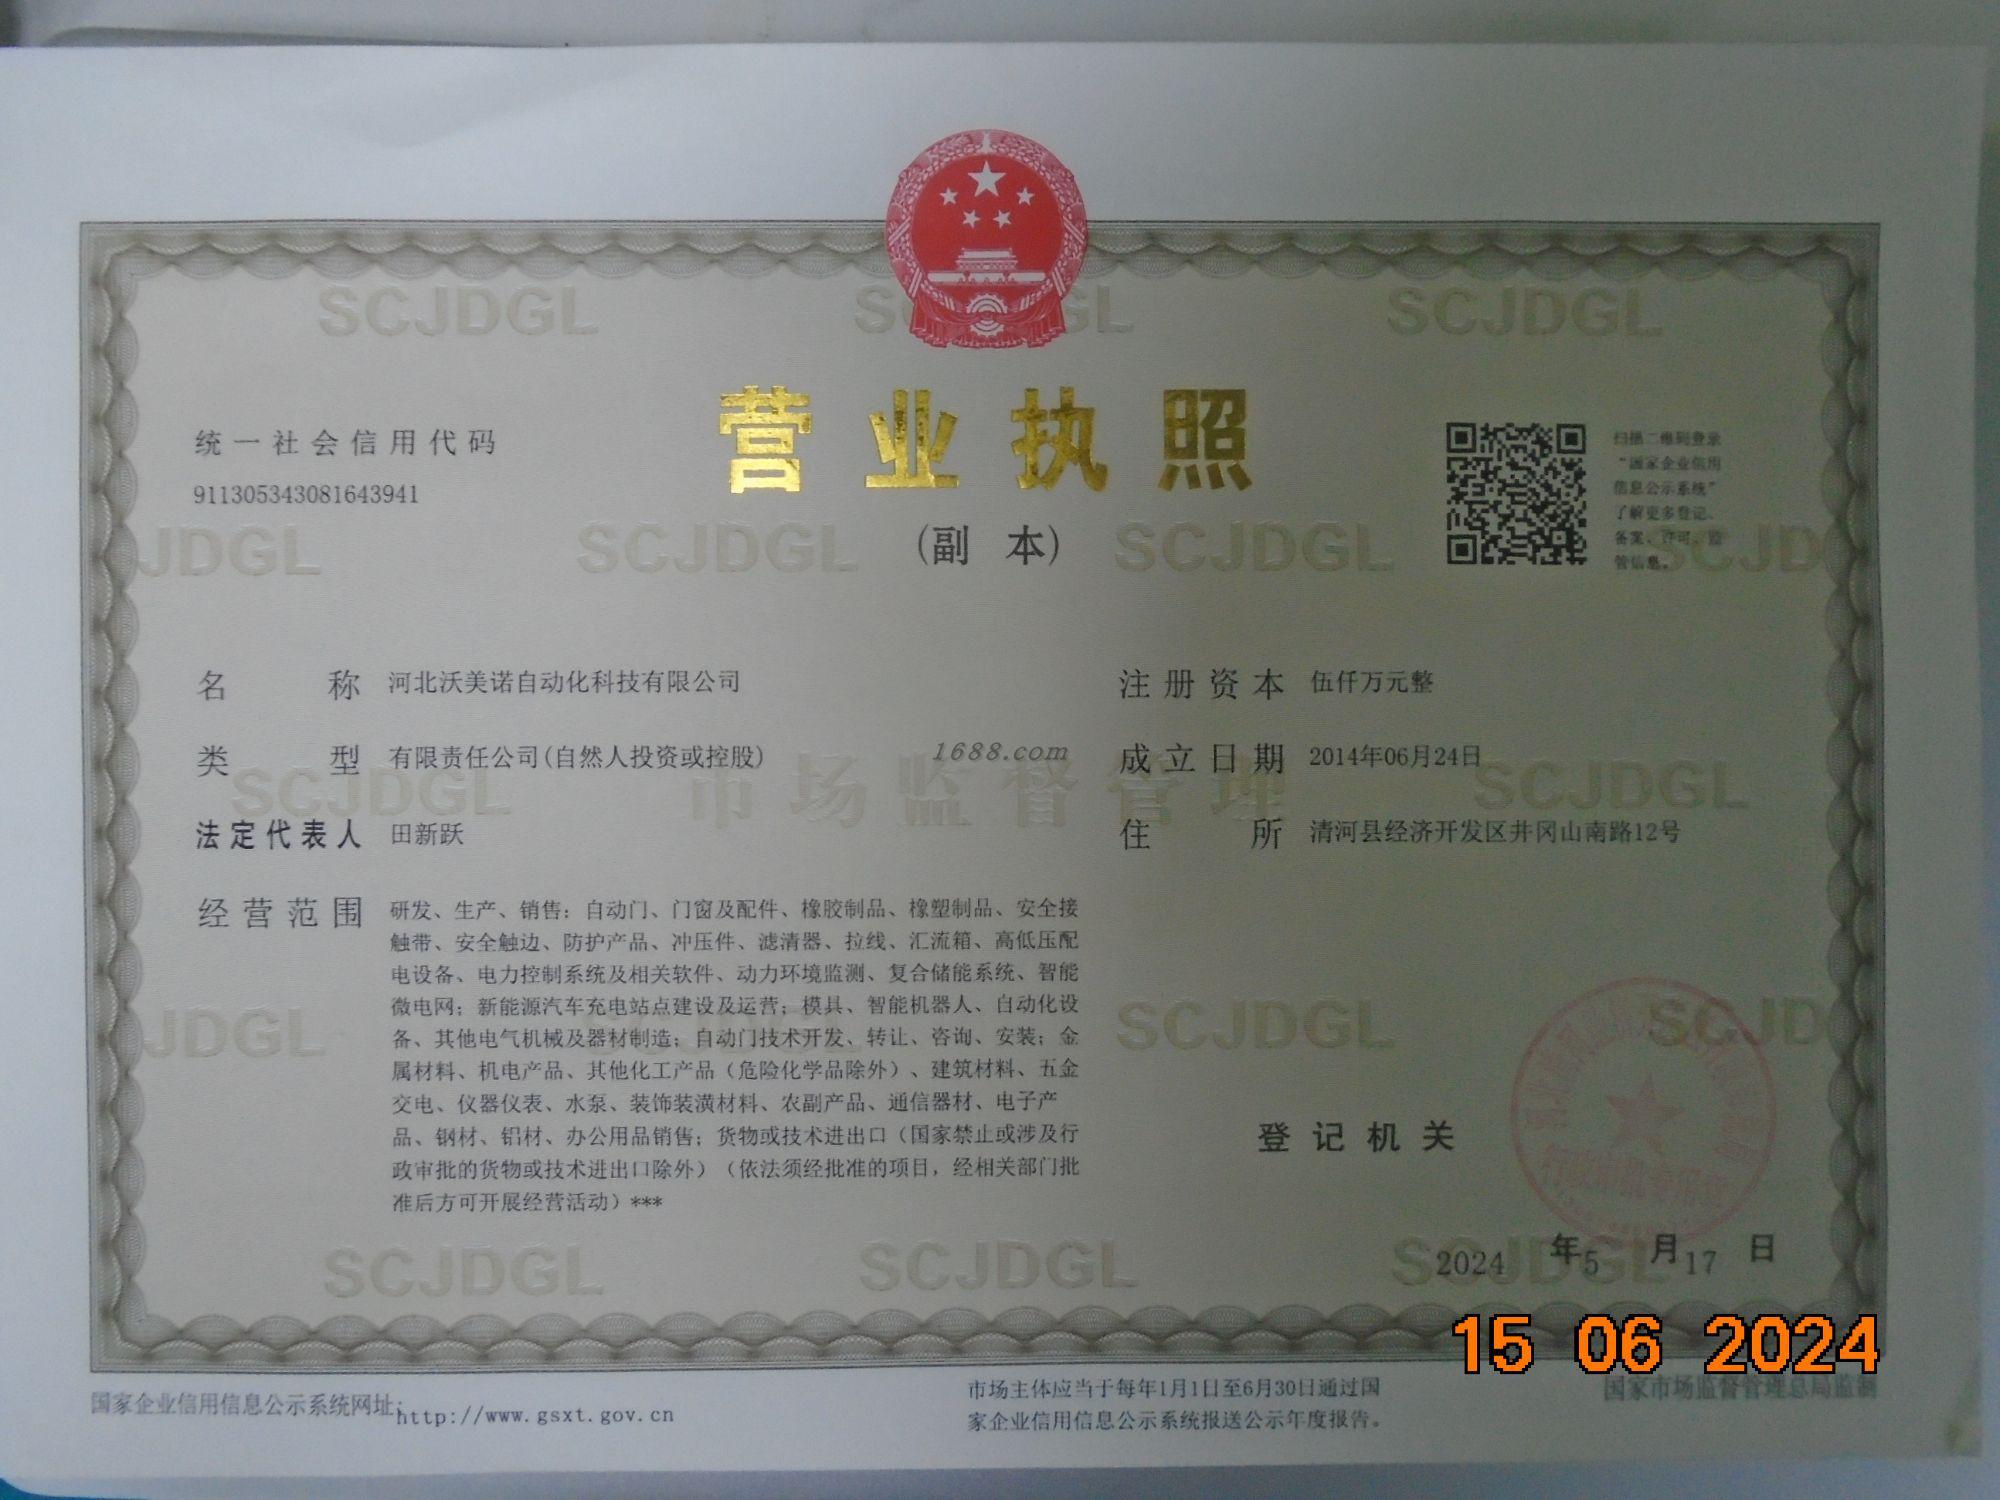 SCJDGL
SCJDGL
SCJDGL
营业执照
(副 本)
统一社会信用代码
911305343081643941
扫描二维码登录
“国家企业信用
信息公示系统”
了解更多登记、
备案、许可、监
管信息。
JDGL
SCJDGL
SCJDGL
SCJD
名 称 河北沃美诺自动化科技有限公司
注册资本 伍仟万元整
类 型 有限责任公司(自然人投资或控股)
1688.com
成立日期 2014年06月24日
SCJDGL
市场监督管理
SCJDGL
法定代表人 田新跃
住 所 清河县经济开发区井冈山南路12号
经营范围 研发、生产、销售：自动门、门窗及配件、橡胶制品、橡塑制品、安全接
触带、安全触边、防护产品、冲压件、滤清器、拉线、汇流箱、高低压配
电设备、电力控制系统及相关软件、动力环境监测、复合储能系统、智能
微电网；新能源汽车充电站点建设及运营；模具、智能机器人、自动化设
备、其他电气机械及器材制造；自动门技术开发、转让、咨询、安装；金
属材料、机电产品、其他化工产品（危险化学品除外）、建筑材料、五金
交电、仪器仪表、水泵、装饰装潢材料、农副产品、通信器材、电子产
品、钢材、铝材、办公用品销售；货物或技术进出口（国家禁止或涉及行
政审批的货物或技术进出口除外）（依法须经批准的项目，经相关部门批
准后方可开展经营活动）***
JDGL
SCJDGL
SCJDGL
SCJD
登记机关
2024 年5 月17 日
SCJDGL
SCJDGL
SCJDGL
15 06 2024
国家企业信用信息公示系统网址：http://www.gsxt.gov.cn
市场主体应当于每年1月1日至6月30日通过国
家企业信用信息公示系统报送公示年度报告。
国家市场监督管理总局监制